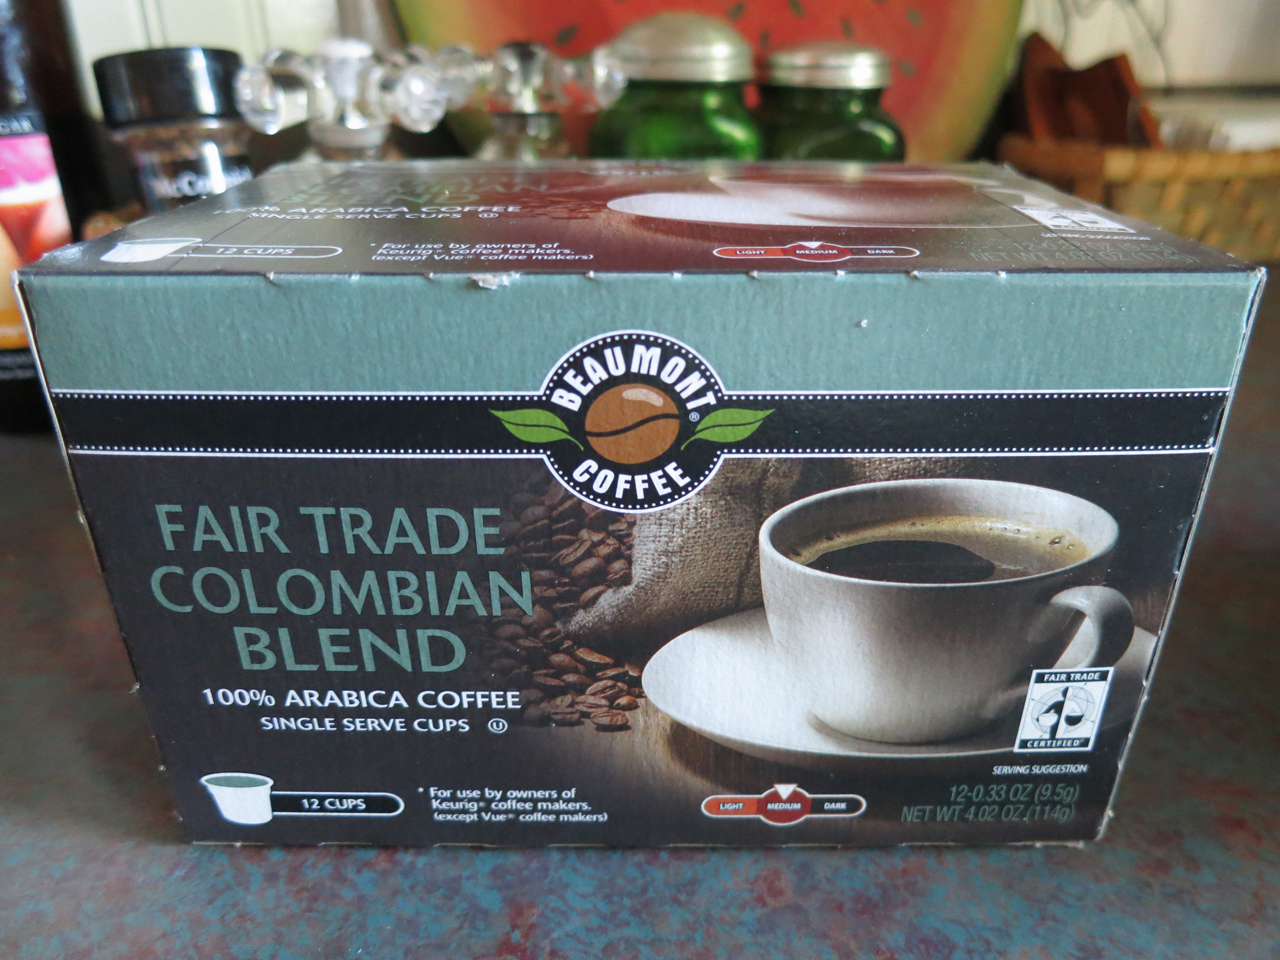 McCormick
100% ARABICA COFFEE
SINGLE SERVE CUPS Ⓤ
12 CUPS
* For use by owners of
Keurig® coffee makers.
(except Vue® coffee makers)
LIGHT MEDIUM DARK
BEAUMONT®
COFFEE
FAIR TRADE
COLOMBIAN
BLEND
100% ARABICA COFFEE
SINGLE SERVE CUPS Ⓤ
12 CUPS
* For use by owners of
Keurig® coffee makers.
(except Vue® coffee makers)
LIGHT MEDIUM DARK
FAIR TRADE
CERTIFIED®
SERVING SUGGESTION
12-0.33 OZ (9.5g)
NET WT 4.02 OZ (114g)